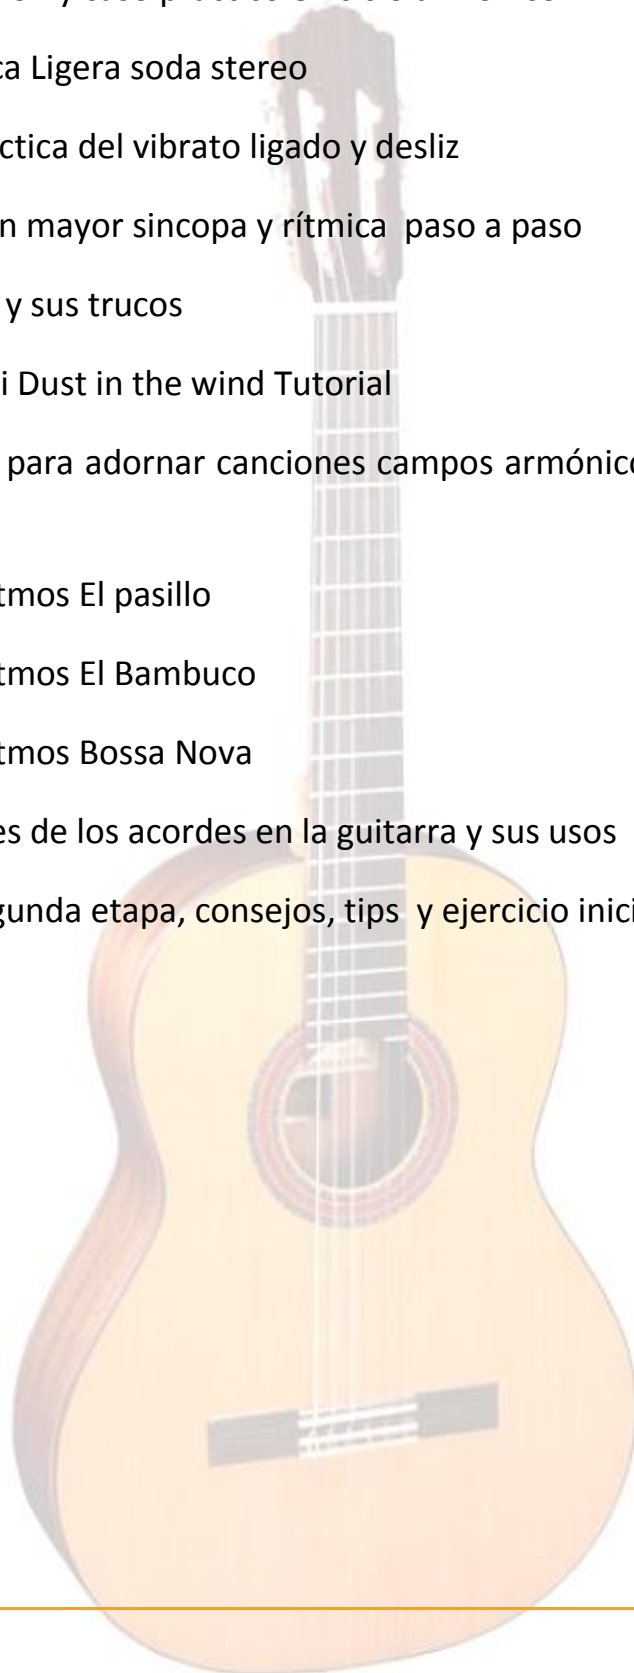 ca Ligera soda stereo
ctica del vibrato ligado y desliz
n mayor sincopa y rítmica paso a paso
y sus trucos
i Dust in the wind Tutorial
para adornar canciones campos armónico
tmos El pasillo
tmos El Bambuco
tmos Bossa Nova
es de los acordes en la guitarra y sus usos
gunda etapa, consejos, tips y ejercicio inici